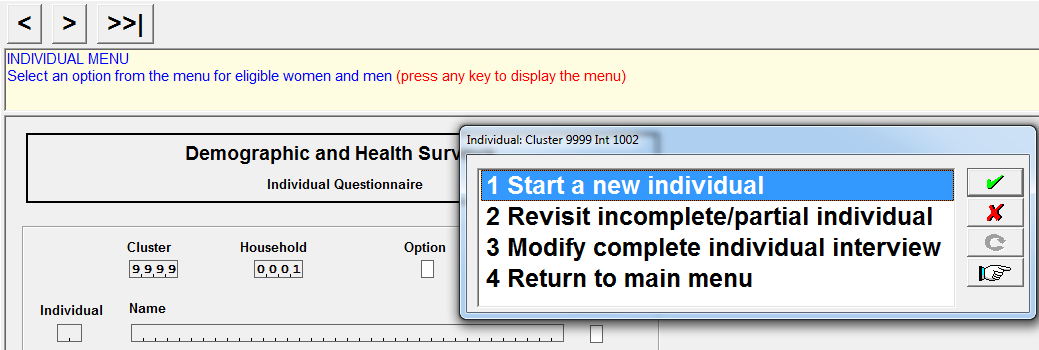 < > >>|
INDIVIDUAL MENU
Select an option from the menu for eligible women and men (press any key to display the menu)
Individual: Cluster 9999 Int 1002
1 Start a new individual
2 Revisit incomplete/partial individual
3 Modify complete individual interview
4 Return to main menu
Demographic and Health Surv
Individual Questionnaire
Cluster Household Option
9999 0001
Individual Name